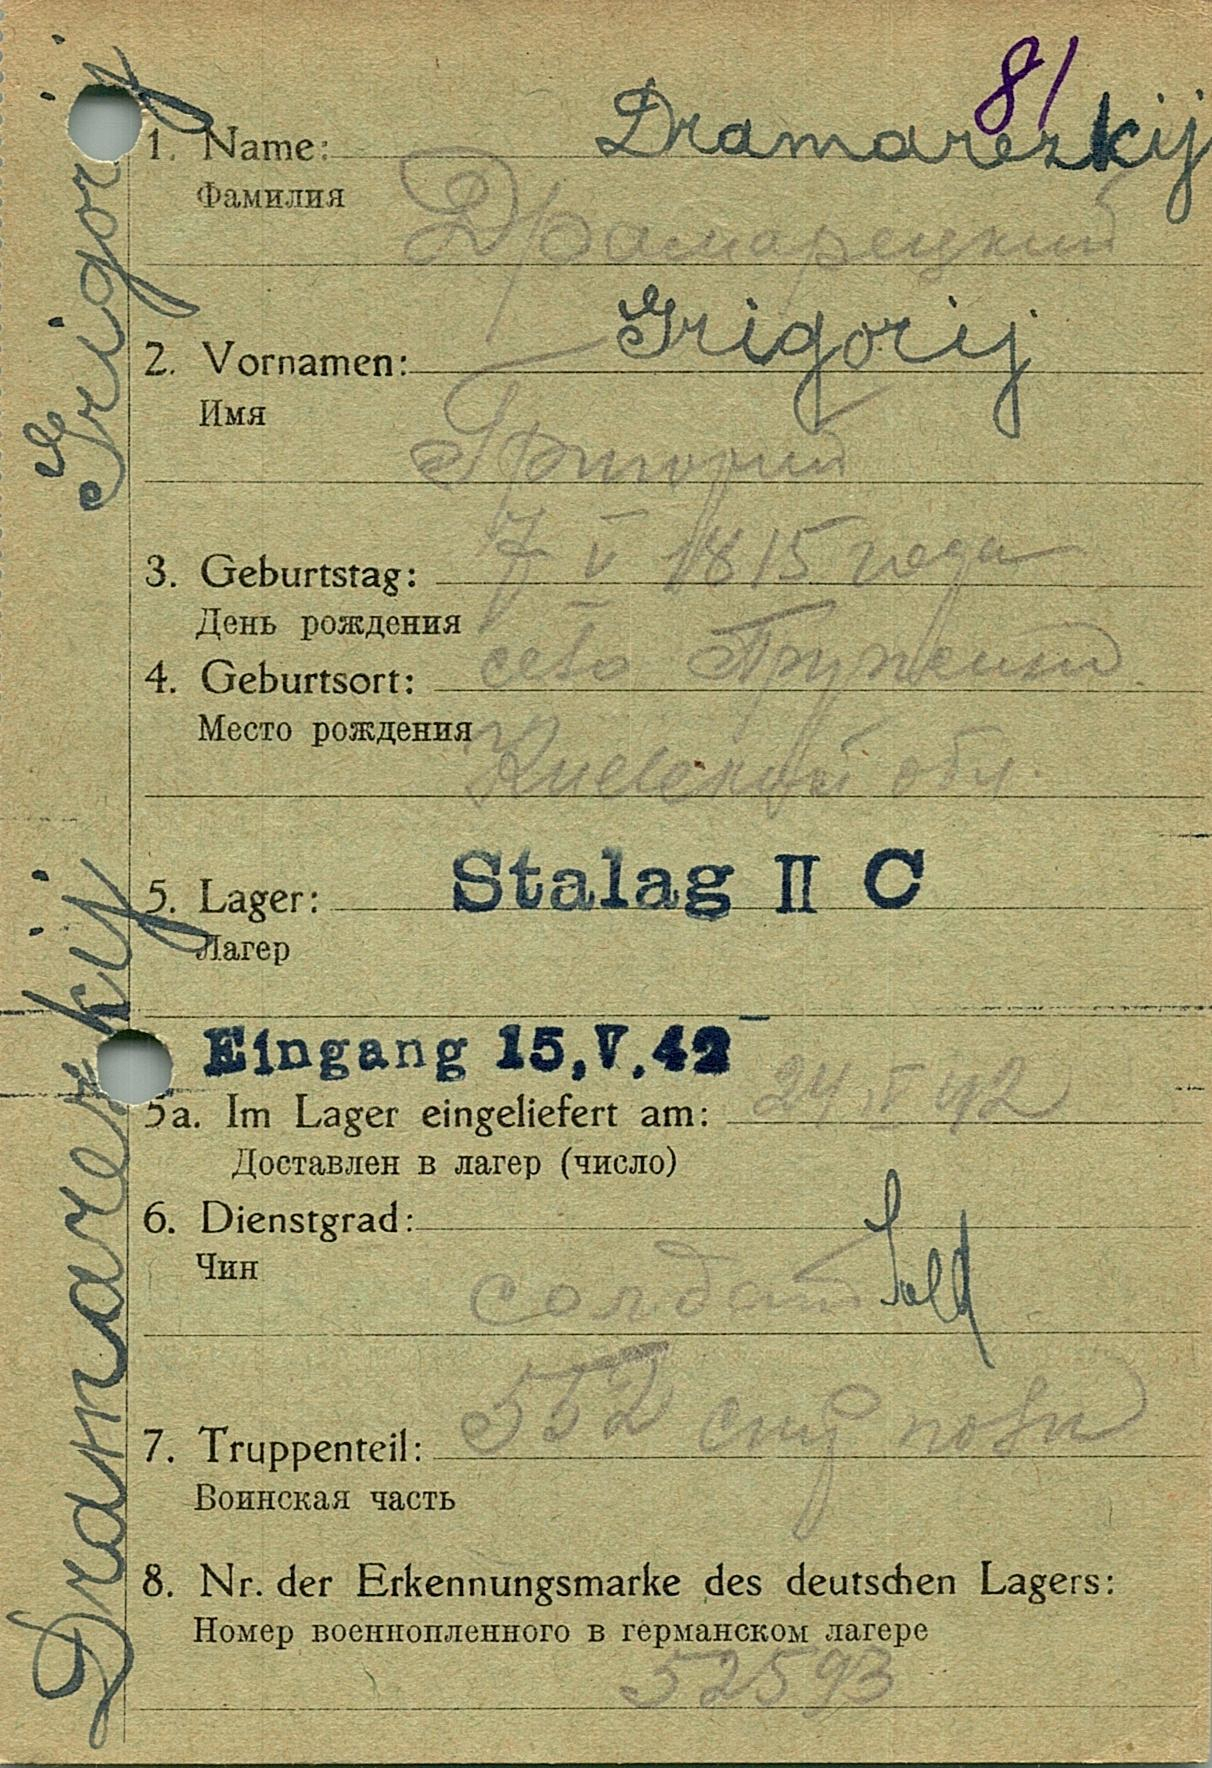 81
1. Name: Dramarezkij
Фамилия Драмарецкий
2. Vornamen: Grigorij
Имя Григорий
3. Geburtstag: 7 V 1815 года
День рождения
4. Geburtsort: село
Место рождения
Киевской обл.
5. Lager: Stalag II C
Лагер
Eingang 15.V.42
5a. Im Lager eingeliefert am: 24 V 42
Доставлен в лагер (число)
6. Dienstgrad: Sold
Чин солдат
7. Truppenteil: 552
Воинская часть
8. Nr. der Erkennungsmarke des deutschen Lagers:
Номер военнопленного в германском лагере
52593
Dramarezkij Grigorij